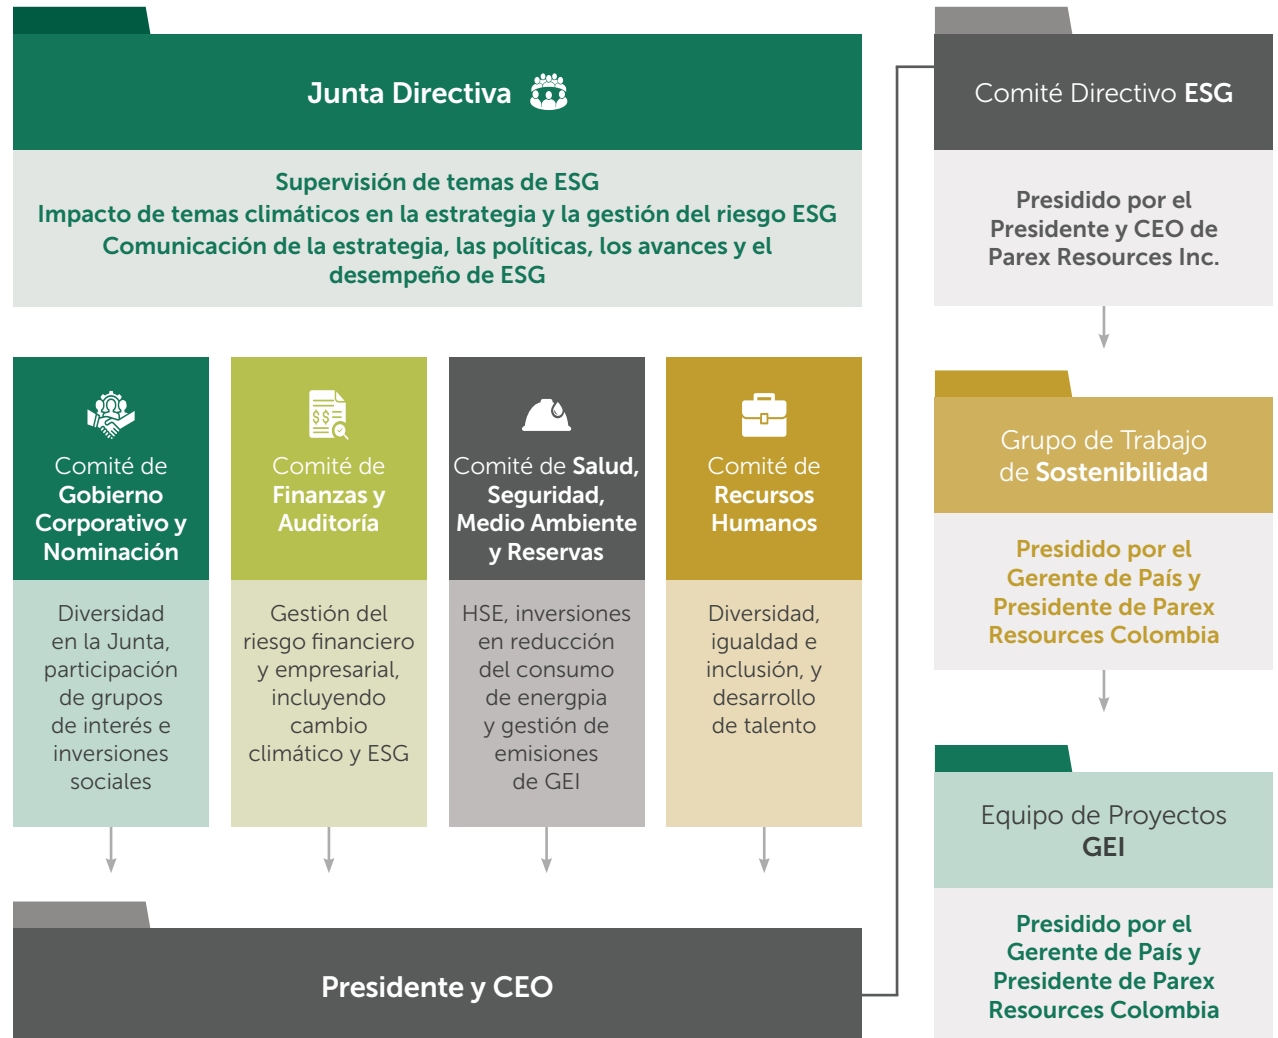 Junta Directiva
Supervisión de temas de ESG
Impacto de temas climáticos en la estrategia y la gestión del riesgo ESG
Comunicación de la estrategia, las políticas, los avances y el
desempeño de ESG
Comité de
Gobierno
Corporativo y
Nominación
Diversidad
en la Junta,
participación
de grupos
de interés e
inversiones
sociales
$$
Comité de
Finanzas y
Auditoría
Gestión del
riesgo financiero
y empresarial,
incluyendo
cambio
climático y ESG
Comité de Salud,
Seguridad,
Medio Ambiente
y Reservas
HSE, inversiones
en reducción
del consumo
de energpia
y gestión de
emisiones
de GEI
Comité de
Recursos
Humanos
Diversidad,
igualdad e
inclusión, y
desarrollo
de talento
Presidente y CEO
Comité Directivo ESG
Presidido por el
Presidente y CEO de
Parex Resources Inc.
Grupo de Trabajo
de Sostenibilidad
Presidido por el
Gerente de País y
Presidente de Parex
Resources Colombia
Equipo de Proyectos
GEI
Presidido por el
Gerente de País y
Presidente de Parex
Resources Colombia